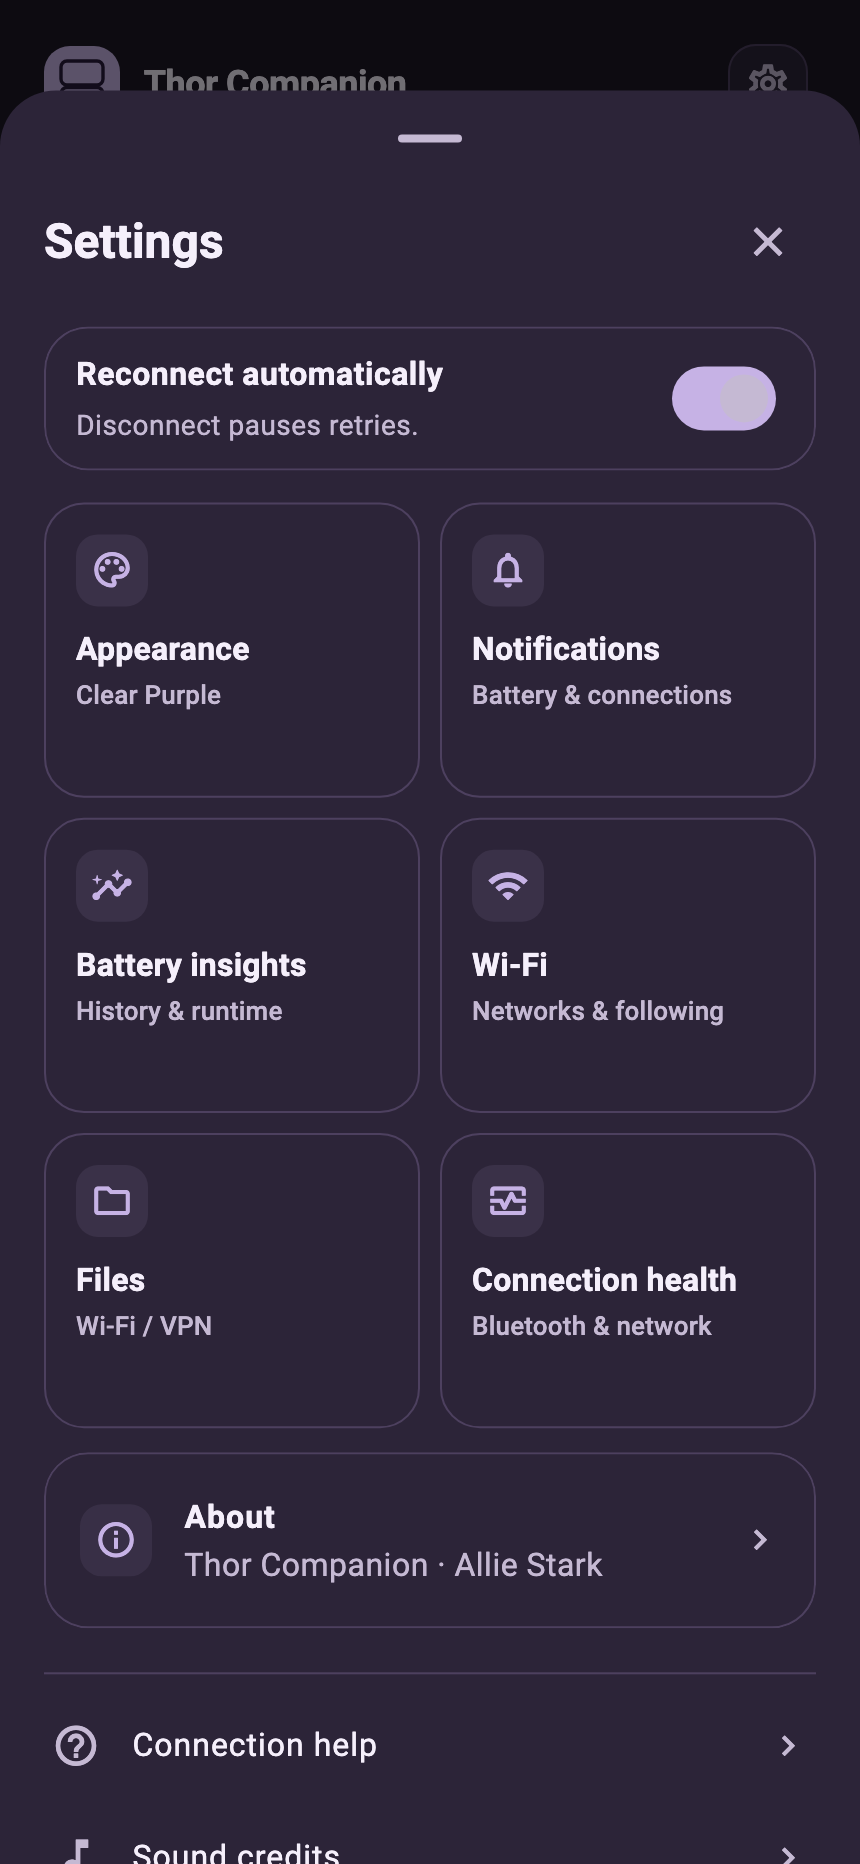 Thor Companion
Settings
Reconnect automatically
Disconnect pauses retries.
Appearance
Clear Purple
Notifications
Battery & connections
Battery insights
History & runtime
Wi-Fi
Networks & following
Files
Wi-Fi / VPN
Connection health
Bluetooth & network
About
Thor Companion · Allie Stark
Connection help
Sound credits